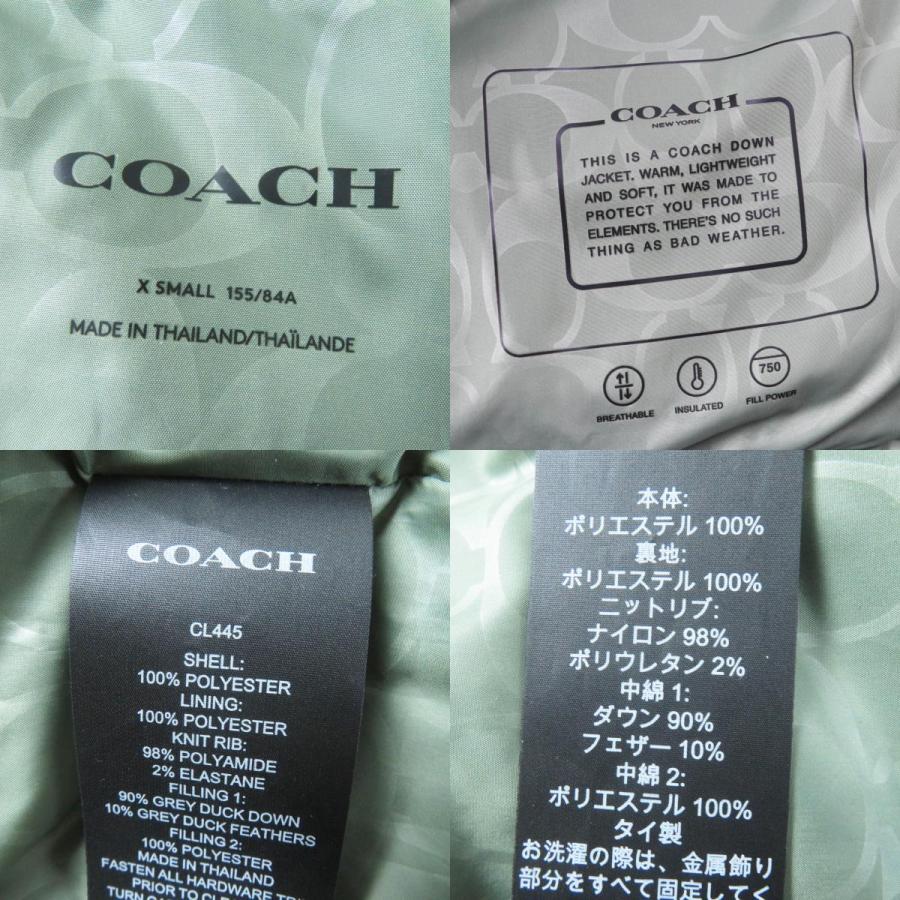 COACH
X SMALL 155/84A
MADE IN THAILAND/THAÏLANDE
COACH
NEW YORK
THIS IS A COACH DOWN
JACKET. WARM, LIGHTWEIGHT
AND SOFT, IT WAS MADE TO
PROTECT YOU FROM THE
ELEMENTS. THERE'S NO SUCH
THING AS BAD WEATHER.
BREATHABLE
INSULATED
750
FILL POWER
COACH
CL445
SHELL:
100% POLYESTER
LINING:
100% POLYESTER
KNIT RIB:
98% POLYAMIDE
2% ELASTANE
FILLING 1:
90% GREY DUCK DOWN
10% GREY DUCK FEATHERS
FILLING 2:
100% POLYESTER
MADE IN THAILAND
FASTEN ALL HARDWARE
PRIOR TO
TURN
本体:
ポリエステル 100%
裏地:
ポリエステル 100%
ニットリブ:
ナイロン 98%
ポリウレタン 2%
中綿 1:
ダウン 90%
フェザー 10%
中綿 2:
ポリエステル 100%
タイ製
お洗濯の際は、金属飾り
部分をすべて固定してく